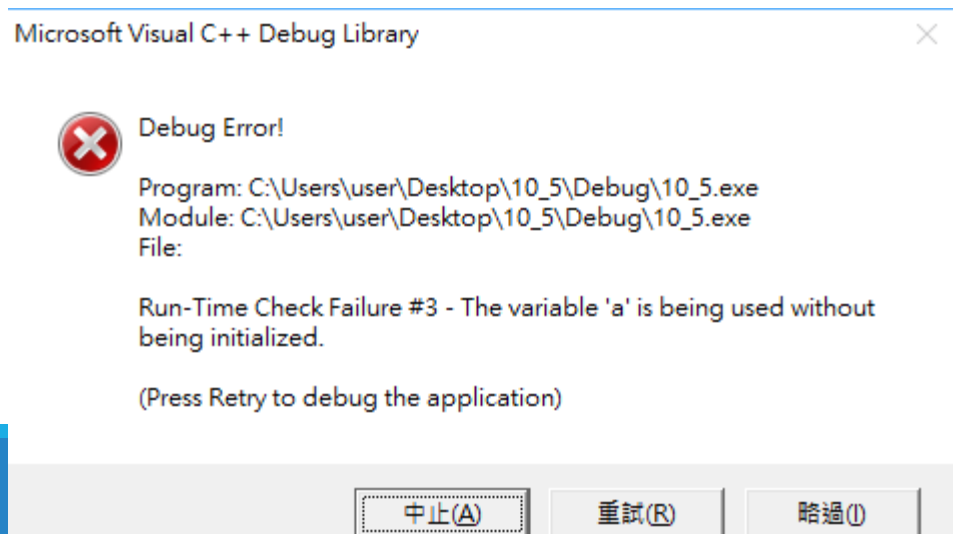 Microsoft Visual C++ Debug Library
Debug Error!
Program: C:\Users\user\Desktop\10_5\Debug\10_5.exe
Module: C:\Users\user\Desktop\10_5\Debug\10_5.exe
File:
Run-Time Check Failure #3 - The variable 'a' is being used without
being initialized.
(Press Retry to debug the application)
中止(A) 重試(R) 略過(I)